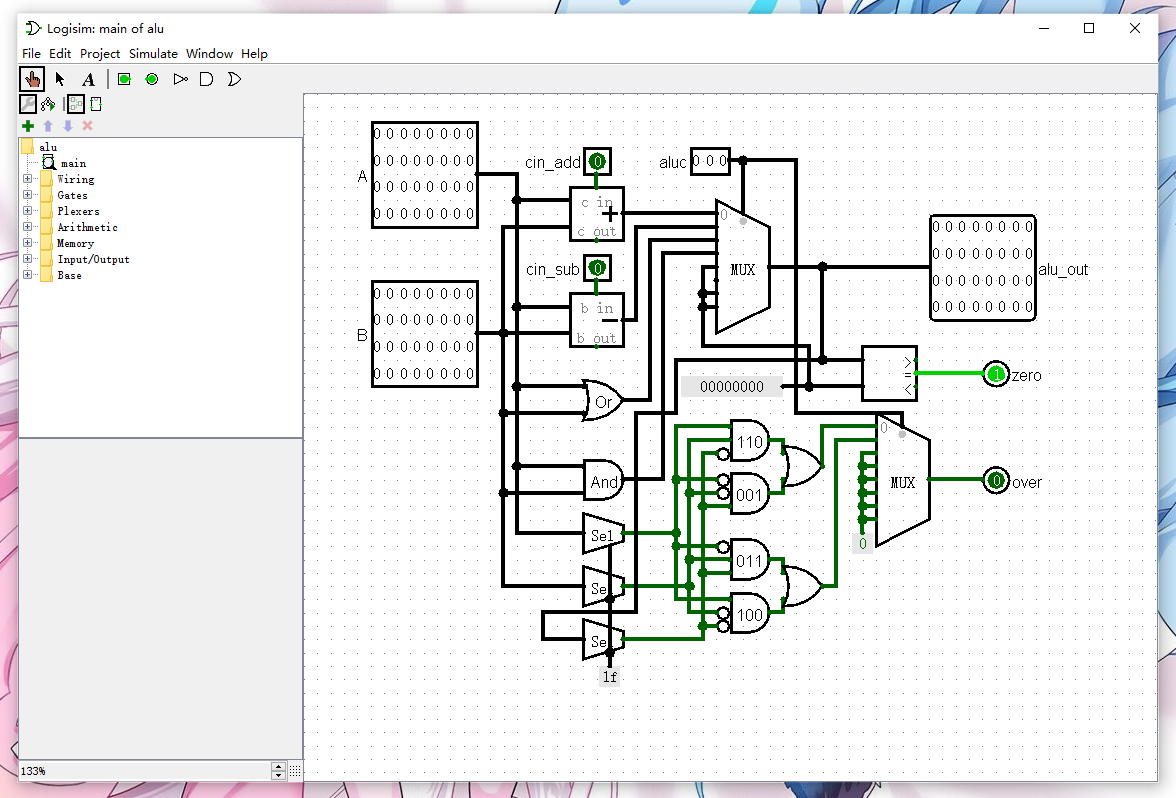 Logisim: main of alu
File Edit Project Simulate Window Help
A
alu
main
Wiring
Gates
Plexers
Arithmetic
Memory
Input/Output
Base
133%
0 0 0 0 0 0 0 0
0 0 0 0 0 0 0 0
0 0 0 0 0 0 0 0
0 0 0 0 0 0 0 0
A
cin_add 0
aluc 0 0 0
c in
+
c out
0
MUX
0 0 0 0 0 0 0 0
0 0 0 0 0 0 0 0
0 0 0 0 0 0 0 0
0 0 0 0 0 0 0 0
alu_out
cin_sub 0
0 0 0 0 0 0 0 0
0 0 0 0 0 0 0 0
0 0 0 0 0 0 0 0
0 0 0 0 0 0 0 0
B
b in
−
b out
>
=
<
1 zero
00000000
Or
And
Sel
Se
Se
1f
110
001
011
100
0
MUX
0
0 over